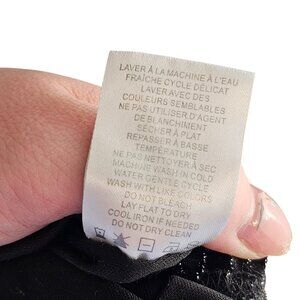 LAVER À LA MACHINE À L'EAU
FRAÎCHE CYCLE DÉLICAT
LAVER AVEC DES
COULEURS SEMBLABLES
NE PAS UTILISER D'AGENT
DE BLANCHIMENT
SÉCHER À PLAT
REPASSER À BASSE
TEMPÉRATURE
NE PAS NETTOYER À SEC
MACHINE WASH IN COLD
WATER GENTLE CYCLE
WASH WITH LIKE COLORS
DO NOT BLEACH
LAY FLAT TO DRY
COOL IRON IF NEEDED
DO NOT DRY CLEAN